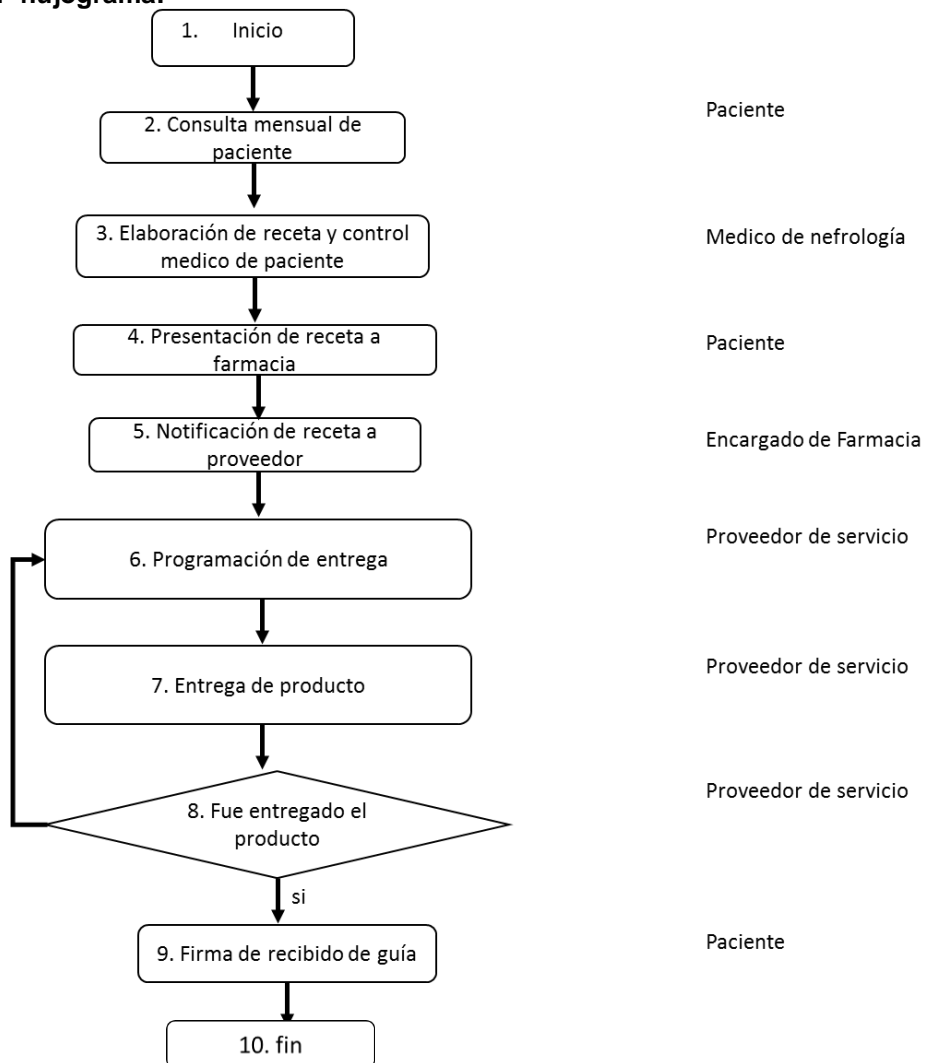 flujograma.
1. Inicio
Paciente
2. Consulta mensual de
paciente
3. Elaboración de receta y control
medico de paciente
Medico de nefrología
4. Presentación de receta a
farmacia
Paciente
5. Notificación de receta a
proveedor
Encargado de Farmacia
6. Programación de entrega
Proveedor de servicio
7. Entrega de producto
Proveedor de servicio
8. Fue entregado el
producto
Proveedor de servicio
si
9. Firma de recibido de guía
Paciente
10. fin